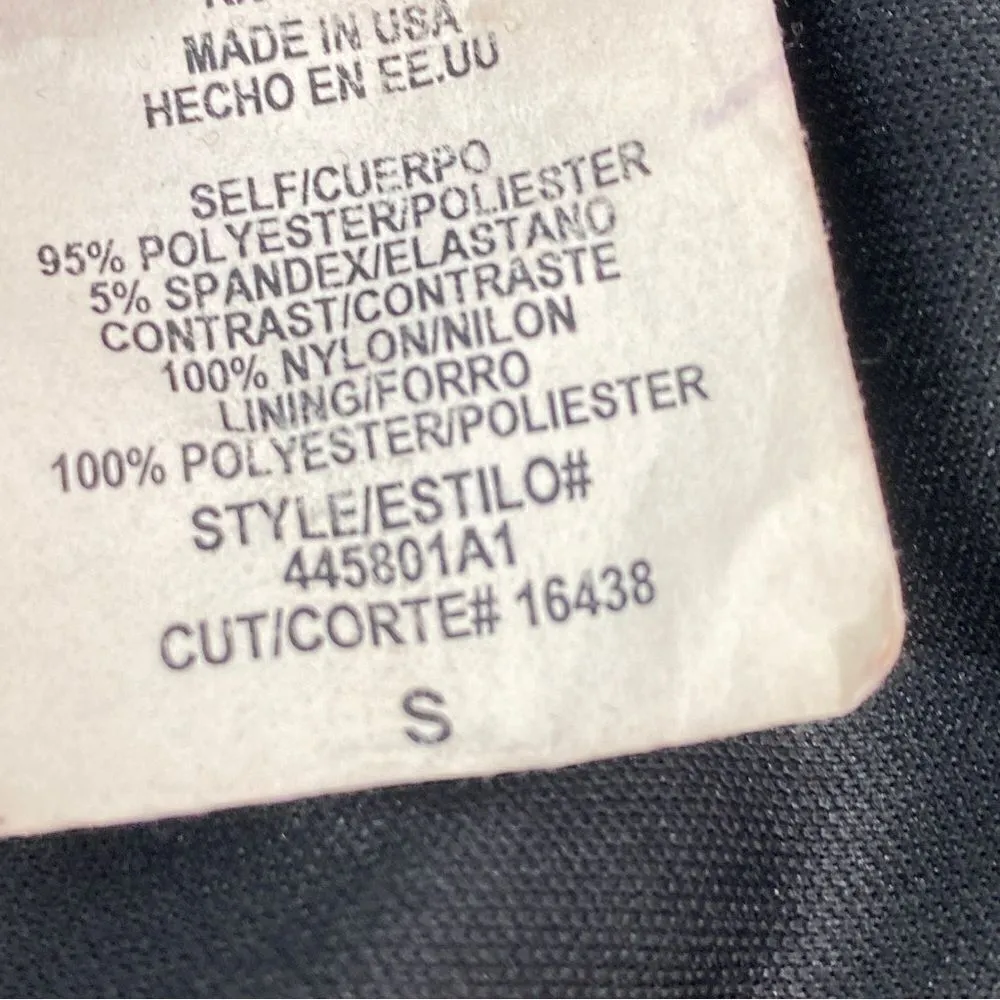 MADE IN USA
HECHO EN EE.UU
SELF/CUERPO
95% POLYESTER/POLIESTER
5% SPANDEX/ELASTANO
CONTRAST/CONTRASTE
100% NYLON/NILON
LINING/FORRO
100% POLYESTER/POLIESTER
STYLE/ESTILO#
445801A1
CUT/CORTE# 16438
S